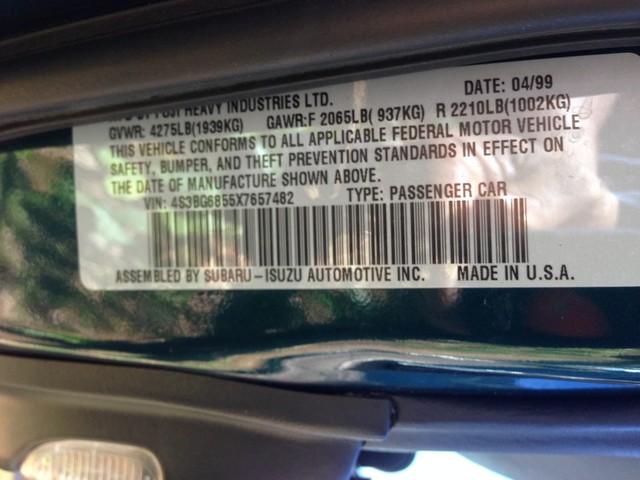 DATE: 04/99
FUJI HEAVY INDUSTRIES LTD.
GVWR: 4275LB(1939KG) GAWR:F 2065LB( 937KG) R 2210LB(1002KG)
THIS VEHICLE CONFORMS TO ALL APPLICABLE FEDERAL MOTOR VEHICLE
SAFETY, BUMPER, AND THEFT PREVENTION STANDARDS IN EFFECT ON
THE DATE OF MANUFACTURE SHOWN ABOVE.
VIN: 4S3BG6855X7657482 TYPE: PASSENGER CAR
ASSEMBLED BY SUBARU-ISUZU AUTOMOTIVE INC. MADE IN U.S.A.